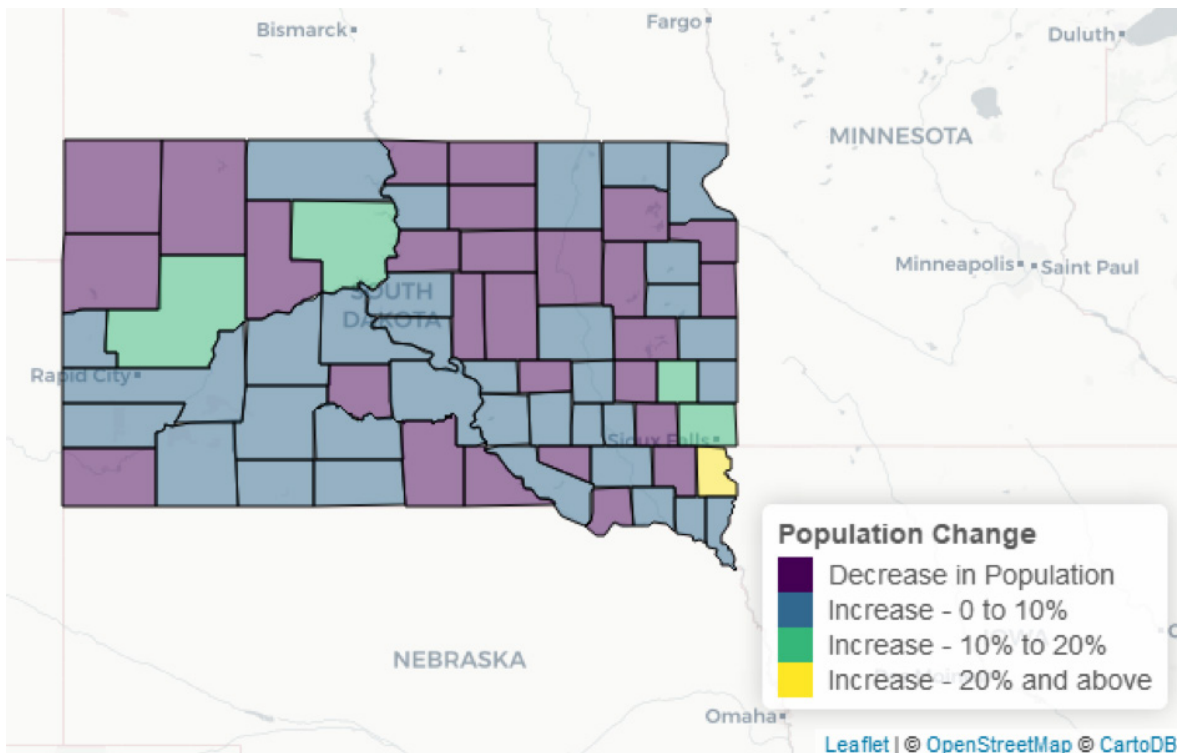 Bismarck
Fargo
Duluth
MINNESOTA
Minneapolis
Saint Paul
SOUTH
DAKOTA
Rapid City
Sioux Falls
Population Change
Decrease in Population
Increase - 0 to 10%
Increase - 10% to 20%
Increase - 20% and above
IOWA
NEBRASKA
Omaha
Leaflet | © OpenStreetMap © CartoDB